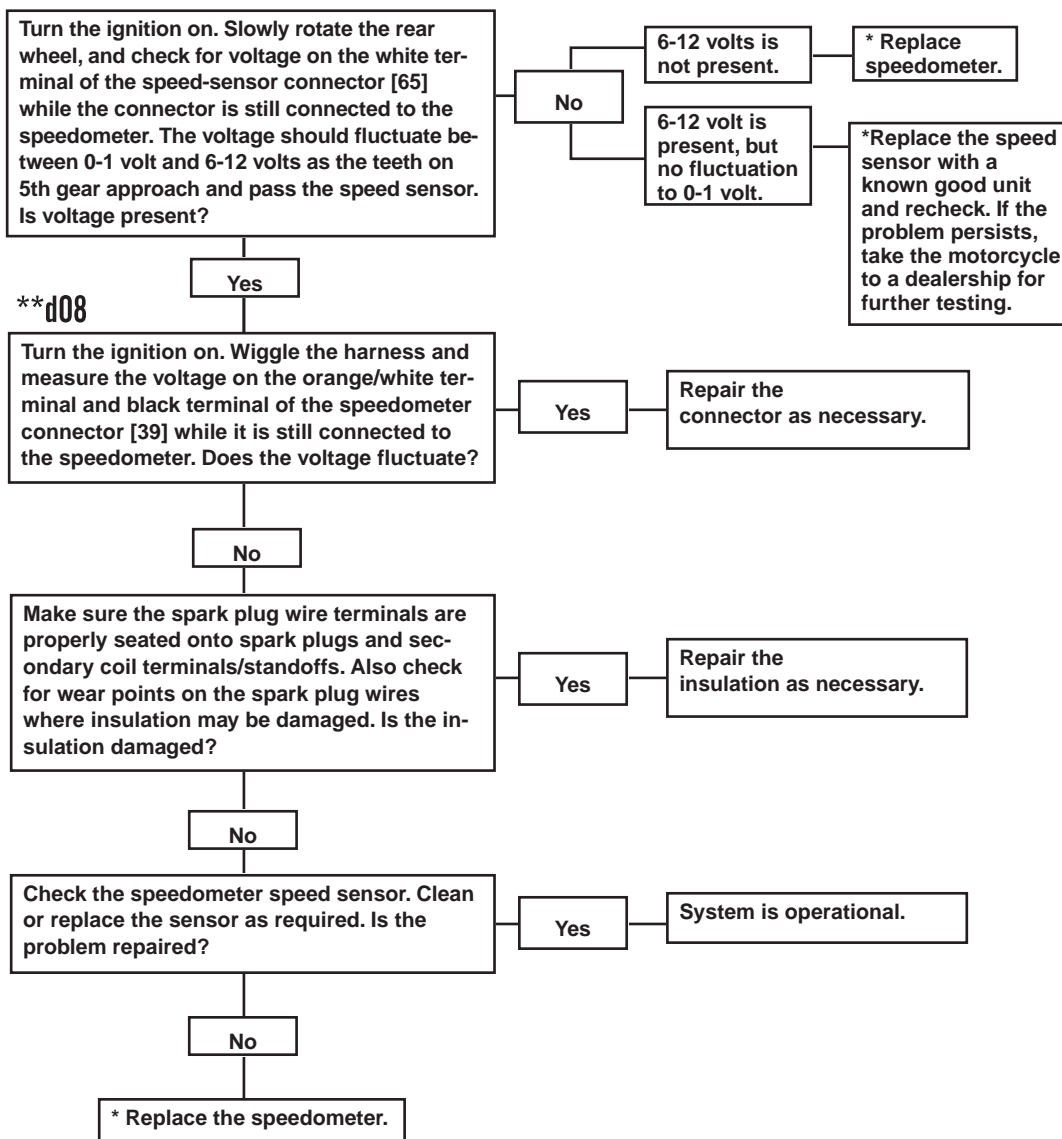 Turn the ignition on. Slowly rotate the rear
wheel, and check for voltage on the white ter-
minal of the speed-sensor connector [65]
while the connector is still connected to the
speedometer. The voltage should fluctuate be-
tween 0-1 volt and 6-12 volts as the teeth on
5th gear approach and pass the speed sensor.
Is voltage present?
No
6-12 volts is
not present.
* Replace
speedometer.
6-12 volt is
present, but
no fluctuation
to 0-1 volt.
*Replace the speed
sensor with a
known good unit
and recheck. If the
problem persists,
take the motorcycle
to a dealership for
further testing.
Yes
**d08
Turn the ignition on. Wiggle the harness and
measure the voltage on the orange/white ter-
minal and black terminal of the speedometer
connector [39] while it is still connected to
the speedometer. Does the voltage fluctuate?
Yes
Repair the
connector as necessary.
No
Make sure the spark plug wire terminals are
properly seated onto spark plugs and sec-
ondary coil terminals/standoffs. Also check
for wear points on the spark plug wires
where insulation may be damaged. Is the in-
sulation damaged?
Yes
Repair the
insulation as necessary.
No
Check the speedometer speed sensor. Clean
or replace the sensor as required. Is the
problem repaired?
Yes
System is operational.
No
* Replace the speedometer.